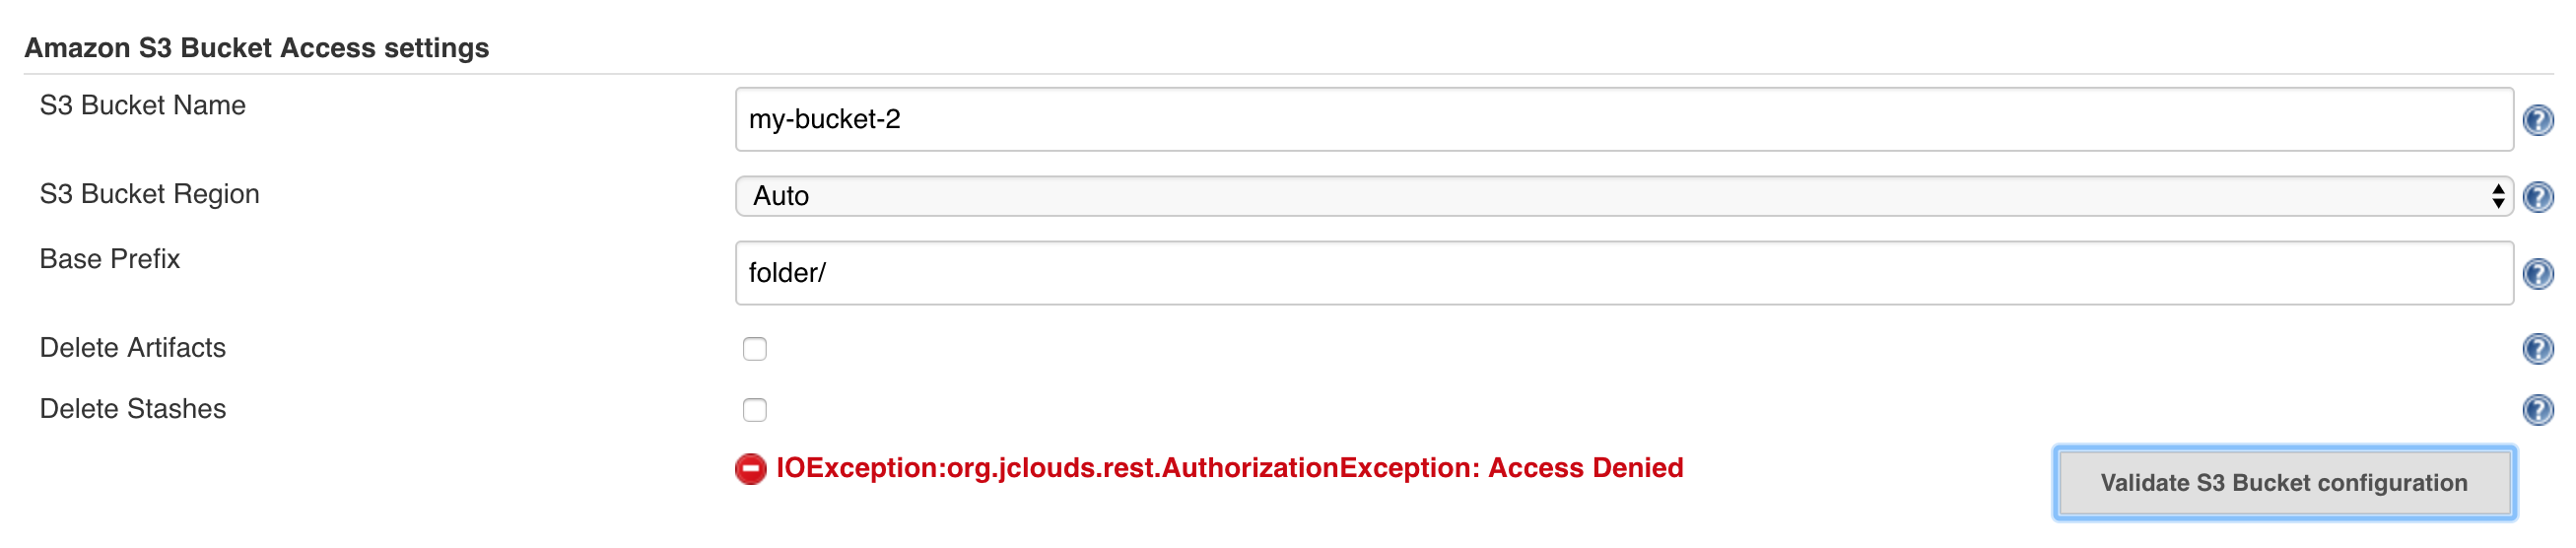 Amazon S3 Bucket Access settings
S3 Bucket Name
my-bucket-2
?
S3 Bucket Region
Auto
?
Base Prefix
folder/
?
Delete Artifacts
?
Delete Stashes
?
IOException:org.jclouds.rest.AuthorizationException: Access Denied
Validate S3 Bucket configuration